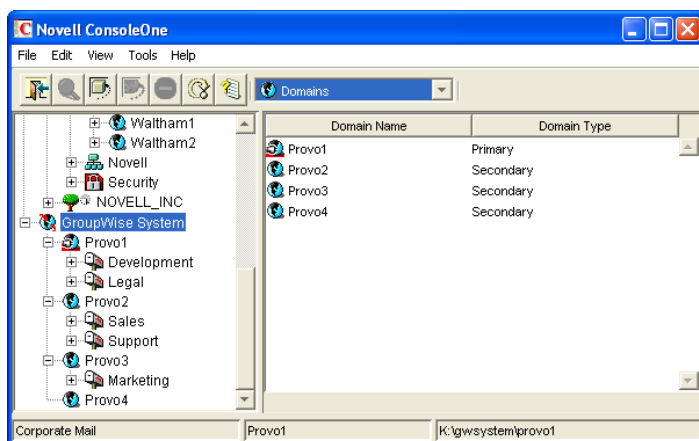 Novell ConsoleOne
File Edit View Tools Help
Domains
Waltham1
Waltham2
Novell
Security
NOVELL_INC
GroupWise System
Provo1
Development
Legal
Provo2
Sales
Support
Provo3
Marketing
Provo4
Domain Name Domain Type
Provo1 Primary
Provo2 Secondary
Provo3 Secondary
Provo4 Secondary
Corporate Mail Provo1 K:\gwsystem\provo1